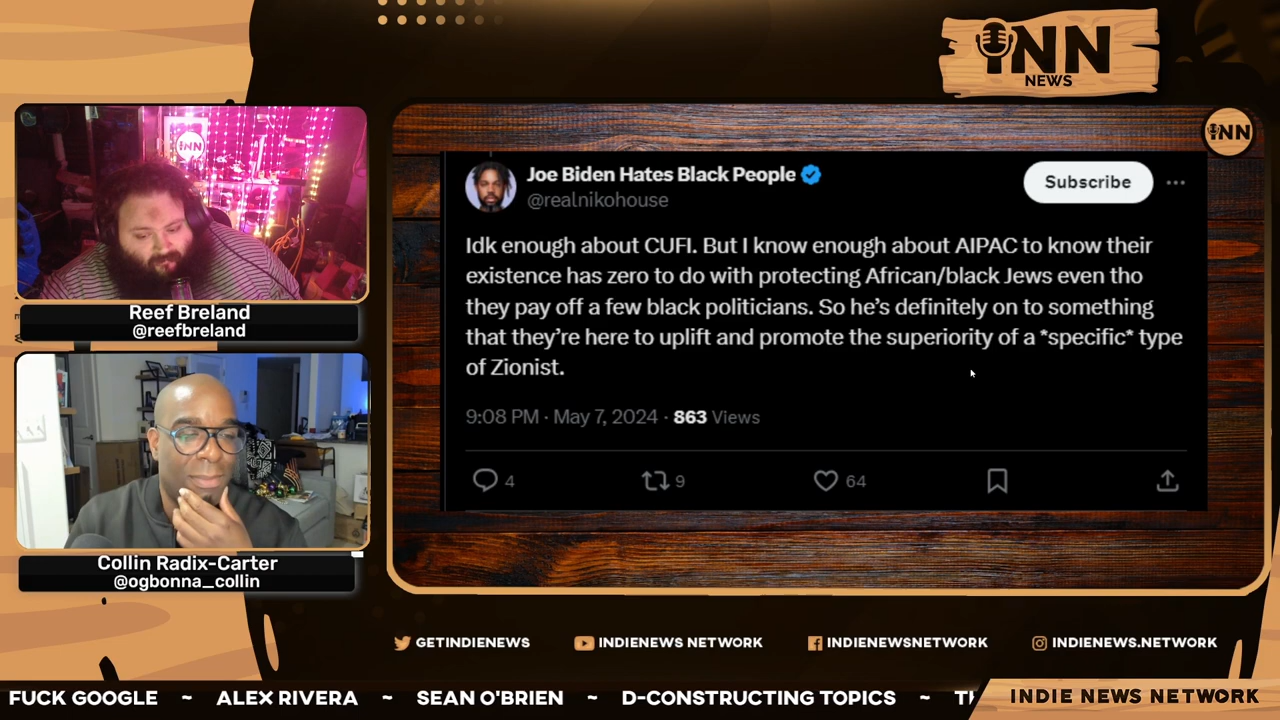 INN
NEWS
INN
INN
Joe Biden Hates Black People
@realnikohouse
Subscribe
Idk enough about CUFI. But I know enough about AIPAC to know their
existence has zero to do with protecting African/black Jews even tho
they pay off a few black politicians. So he's definitely on to something
that they're here to uplift and promote the superiority of a *specific* type
of Zionist.
9:08 PM · May 7, 2024 · 863 Views
4
9
64
Reef Breland
@reefbreland
Collin Radix-Carter
@ogbonna_collin
GETINDIENEWS
INDIENEWS NETWORK
INDIENEWSNETWORK
INDIENEWS.NETWORK
FUCK GOOGLE ~ ALEX RIVERA ~ SEAN O'BRIEN ~ D-CONSTRUCTING TOPICS ~
INDIE NEWS NETWORK